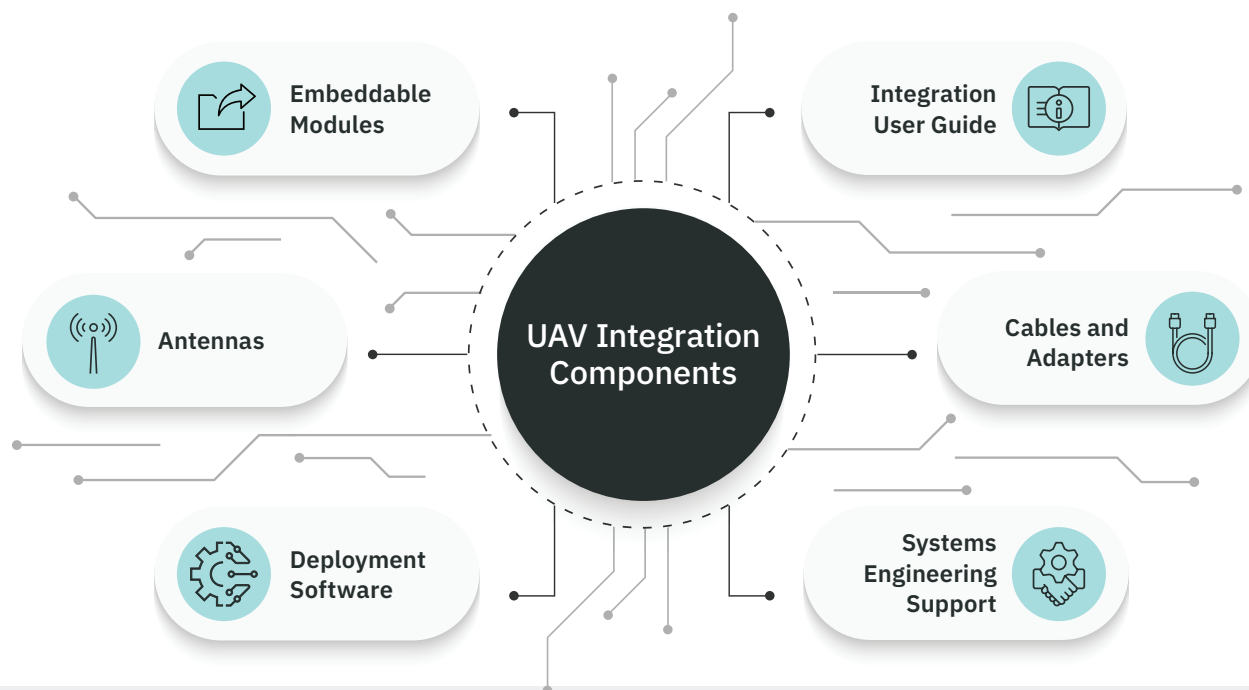 Embeddable
Modules
Integration
User Guide
Antennas
UAV Integration
Components
Cables and
Adapters
Deployment
Software
Systems
Engineering
Support